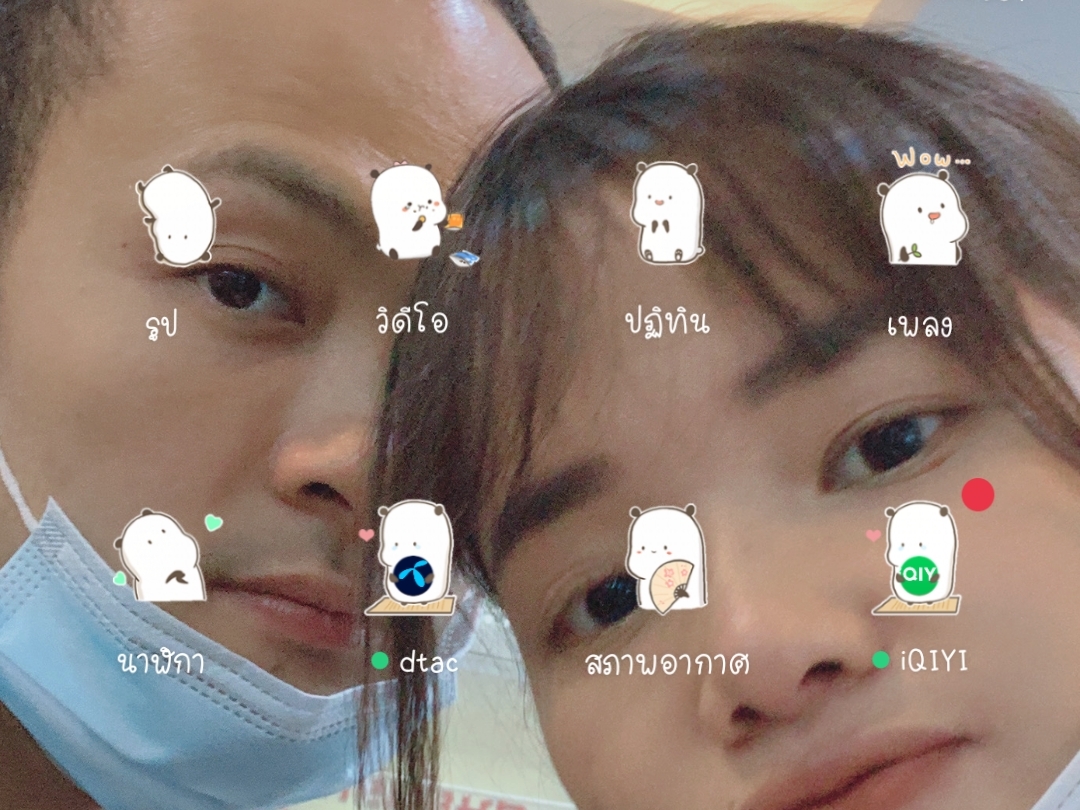 Wow...
รูป
วิดีโอ
ปฏิทิน
เพลง
QIY
นาฬิกา
dtac
สภาพอากาศ
iQIYI